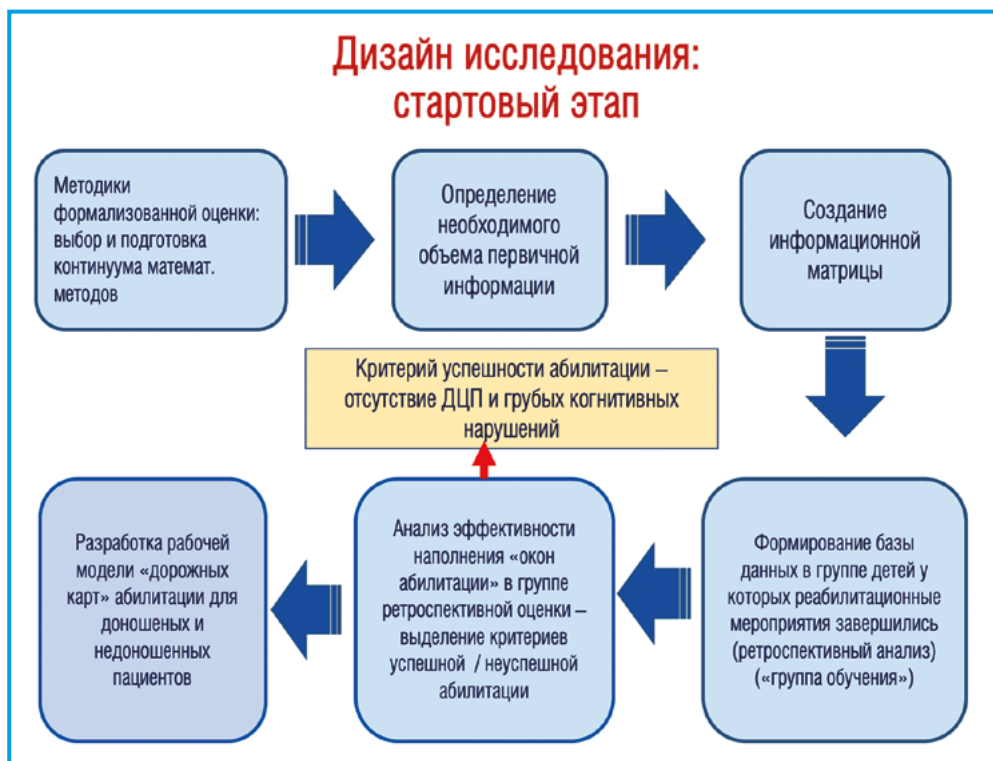 Дизайн исследования:
стартовый этап
Методики
формализованной оценки:
выбор и подготовка
континуума математ.
методов
Определение
необходимого
объема первичной
информации
Создание
информационной
матрицы
Критерий успешности абилитации –
отсутствие ДЦП и грубых когнитивных
нарушений
Формирование базы
данных в группе детей у
которых реабилитационные
мероприятия завершились
(ретроспективный анализ)
(«группа обучения»)
Анализ эффективности
наполнения «окон
абилитации» в группе
ретроспективной оценки –
выделение критериев
успешной / неуспешной
абилитации
Разработка рабочей
модели «дорожных
карт» абилитации для
доношеных и
недоношенных
пациентов